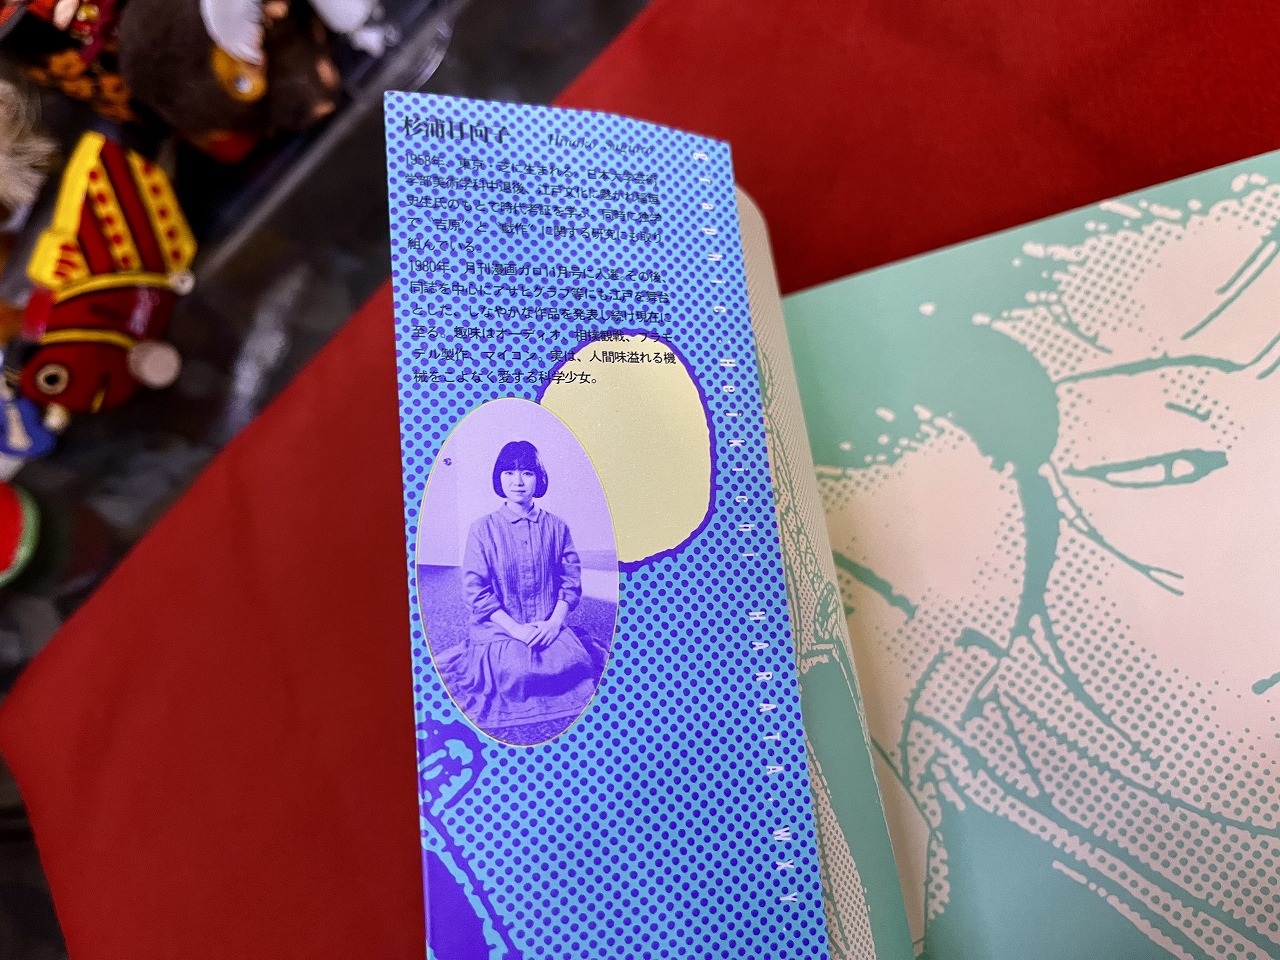 杉浦日向子 Hinako Sugiura
1958年、東京・芝に生まれる。日本大学芸術
学部美術学科中退後、江戸文化に惹かれ稲垣
史生氏のもとで時代考証を学ぶ。同時に独学
で〝吉原〞と〝戯作〞に関する研究にも取り
組んでいる。
1980年、月刊漫画ガロ11月号に入選。その後、
同誌を中心にアサヒグラフ等にも江戸を舞台
とした、しなやかな作品を発表し続け現在に
至る。趣味はオーディオ、相撲観戦、プラモ
デル製作、マイコン。実は、人間味溢れる機
械をこよなく愛する科学少女。
Graphic:Herkichi HARATA.WXY